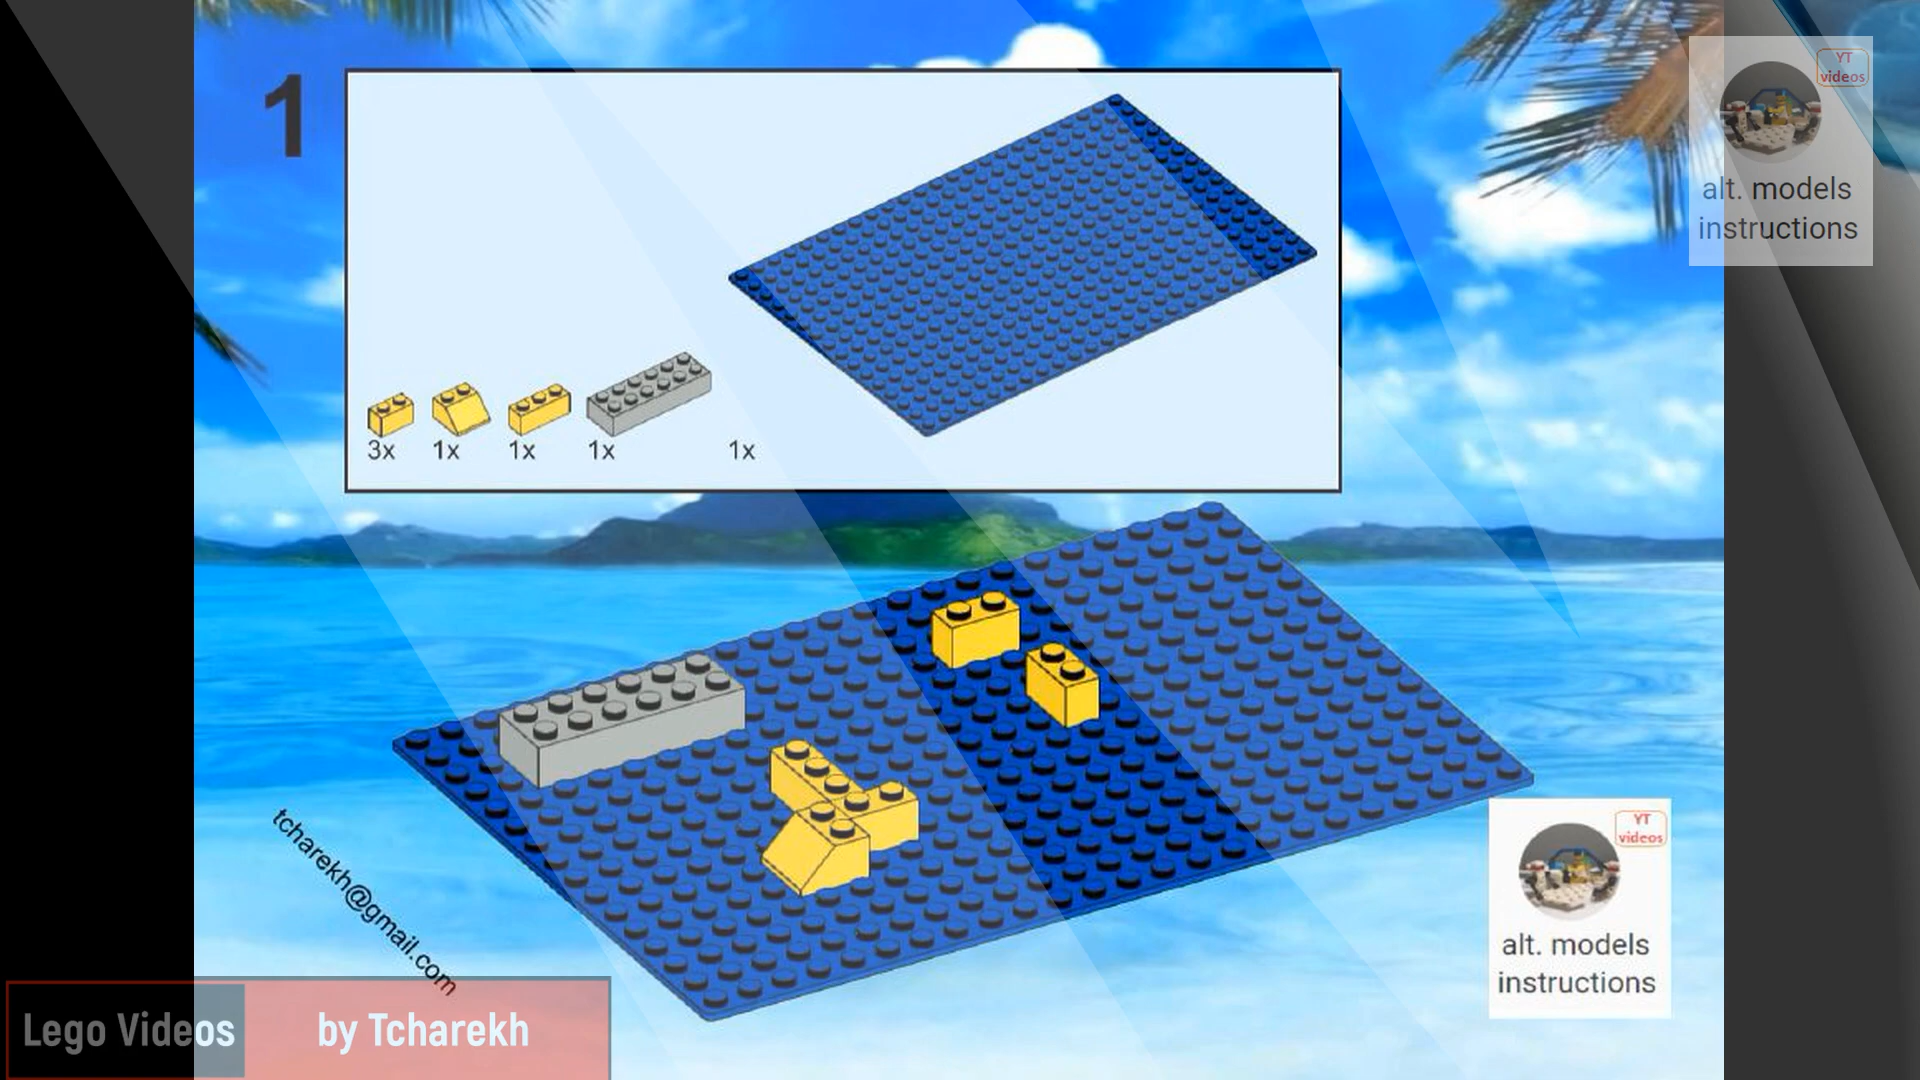 1
YT
videos
alt. models
instructions
3x 1x 1x 1x 1x
YT
videos
alt. models
instructions
tcharekh@gmail.com
Lego Videos by Tcharekh